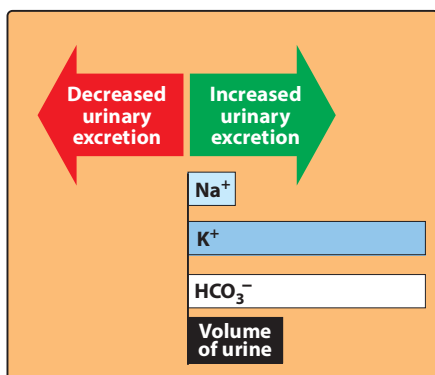 Decreased
urinary
excretion
Increased
urinary
excretion
Na⁺
K⁺
HCO₃⁻
Volume
of urine